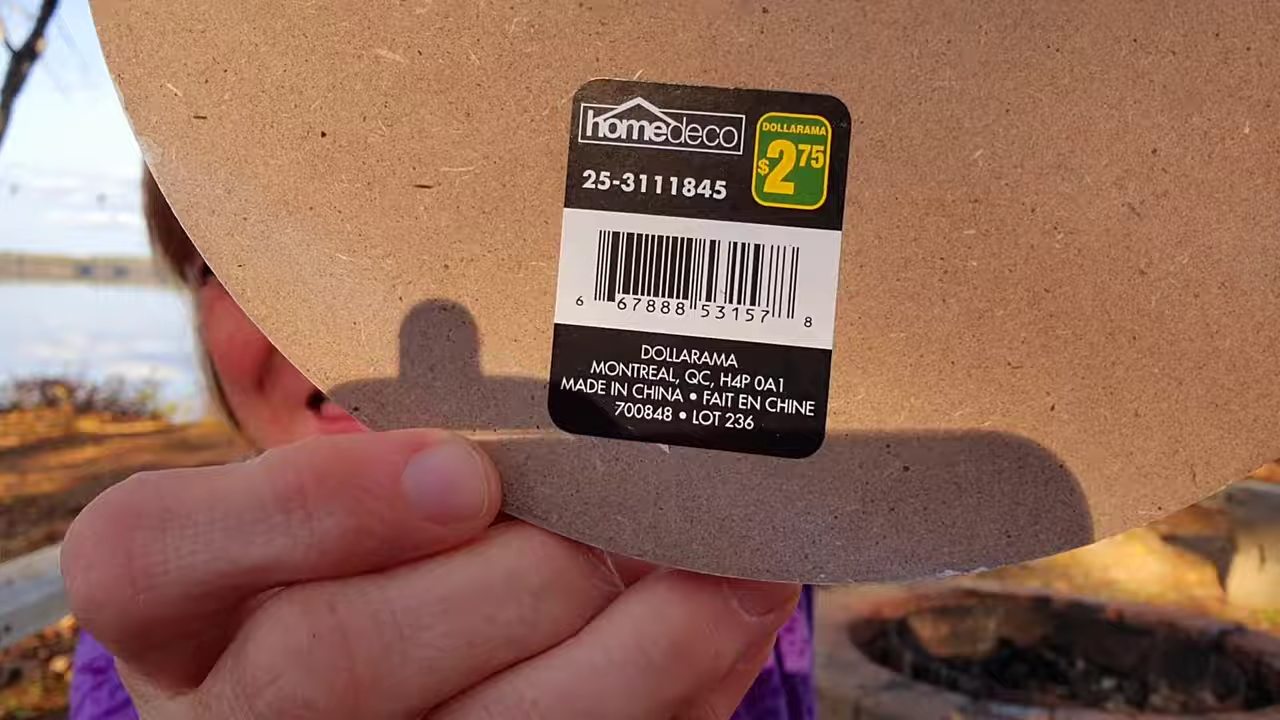 homedeco
DOLLARAMA
$2.75
25-3111845
6 67888 53157 8
DOLLARAMA
MONTREAL, QC, H4P 0A1
MADE IN CHINA • FAIT EN CHINE
700848 • LOT 236